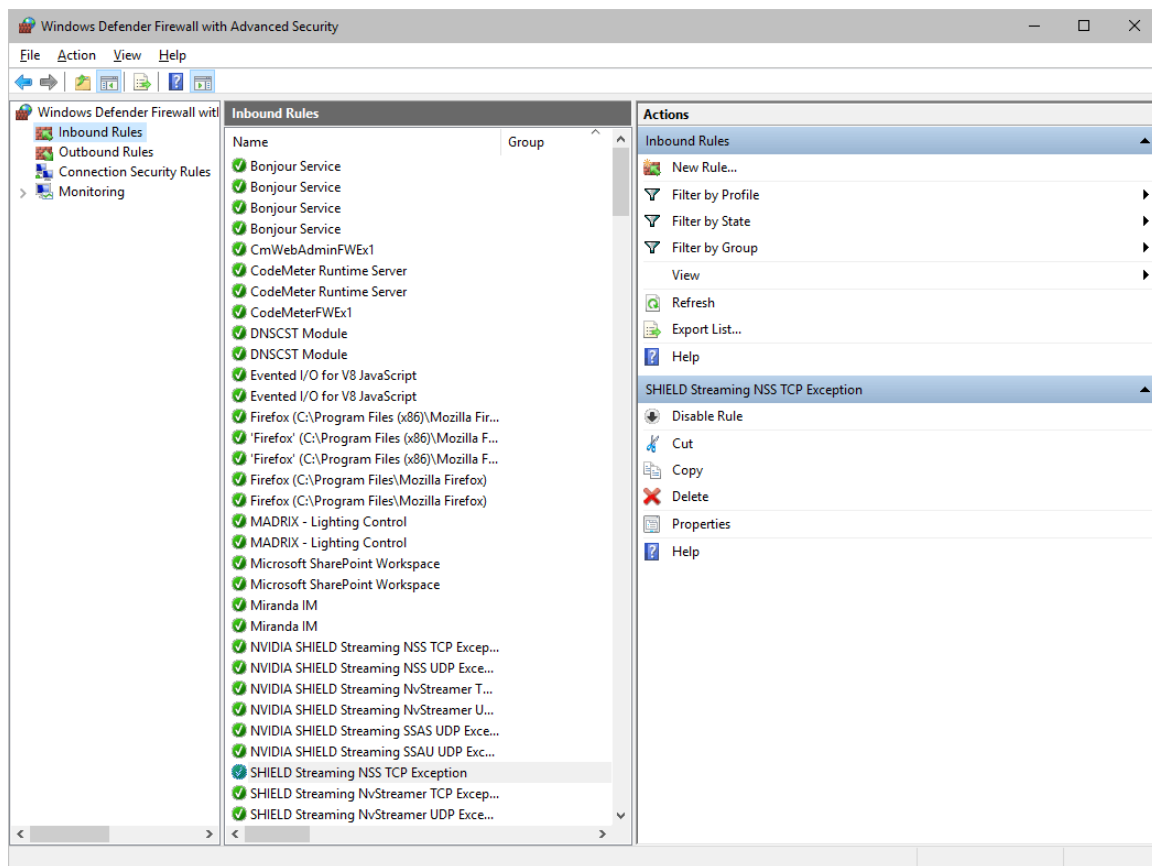 Windows Defender Firewall with Advanced Security
File Action View Help
Windows Defender Firewall witl
Inbound Rules
Outbound Rules
Connection Security Rules
Monitoring
Inbound Rules
Name Group
Bonjour Service
Bonjour Service
Bonjour Service
Bonjour Service
CmWebAdminFWEx1
CodeMeter Runtime Server
CodeMeter Runtime Server
CodeMeterFWEx1
DNSCST Module
DNSCST Module
Evented I/O for V8 JavaScript
Evented I/O for V8 JavaScript
Firefox (C:\Program Files (x86)\Mozilla Fir...
'Firefox' (C:\Program Files (x86)\Mozilla F...
'Firefox' (C:\Program Files (x86)\Mozilla F...
Firefox (C:\Program Files\Mozilla Firefox)
Firefox (C:\Program Files\Mozilla Firefox)
MADRIX - Lighting Control
MADRIX - Lighting Control
Microsoft SharePoint Workspace
Microsoft SharePoint Workspace
Miranda IM
Miranda IM
NVIDIA SHIELD Streaming NSS TCP Excep...
NVIDIA SHIELD Streaming NSS UDP Exce...
NVIDIA SHIELD Streaming NvStreamer T...
NVIDIA SHIELD Streaming NvStreamer U...
NVIDIA SHIELD Streaming SSAS UDP Exce...
NVIDIA SHIELD Streaming SSAU UDP Exc...
SHIELD Streaming NSS TCP Exception
SHIELD Streaming NvStreamer TCP Excep...
SHIELD Streaming NvStreamer UDP Exce...
Actions
Inbound Rules
New Rule...
Filter by Profile
Filter by State
Filter by Group
View
Refresh
Export List...
Help
SHIELD Streaming NSS TCP Exception
Disable Rule
Cut
Copy
Delete
Properties
Help